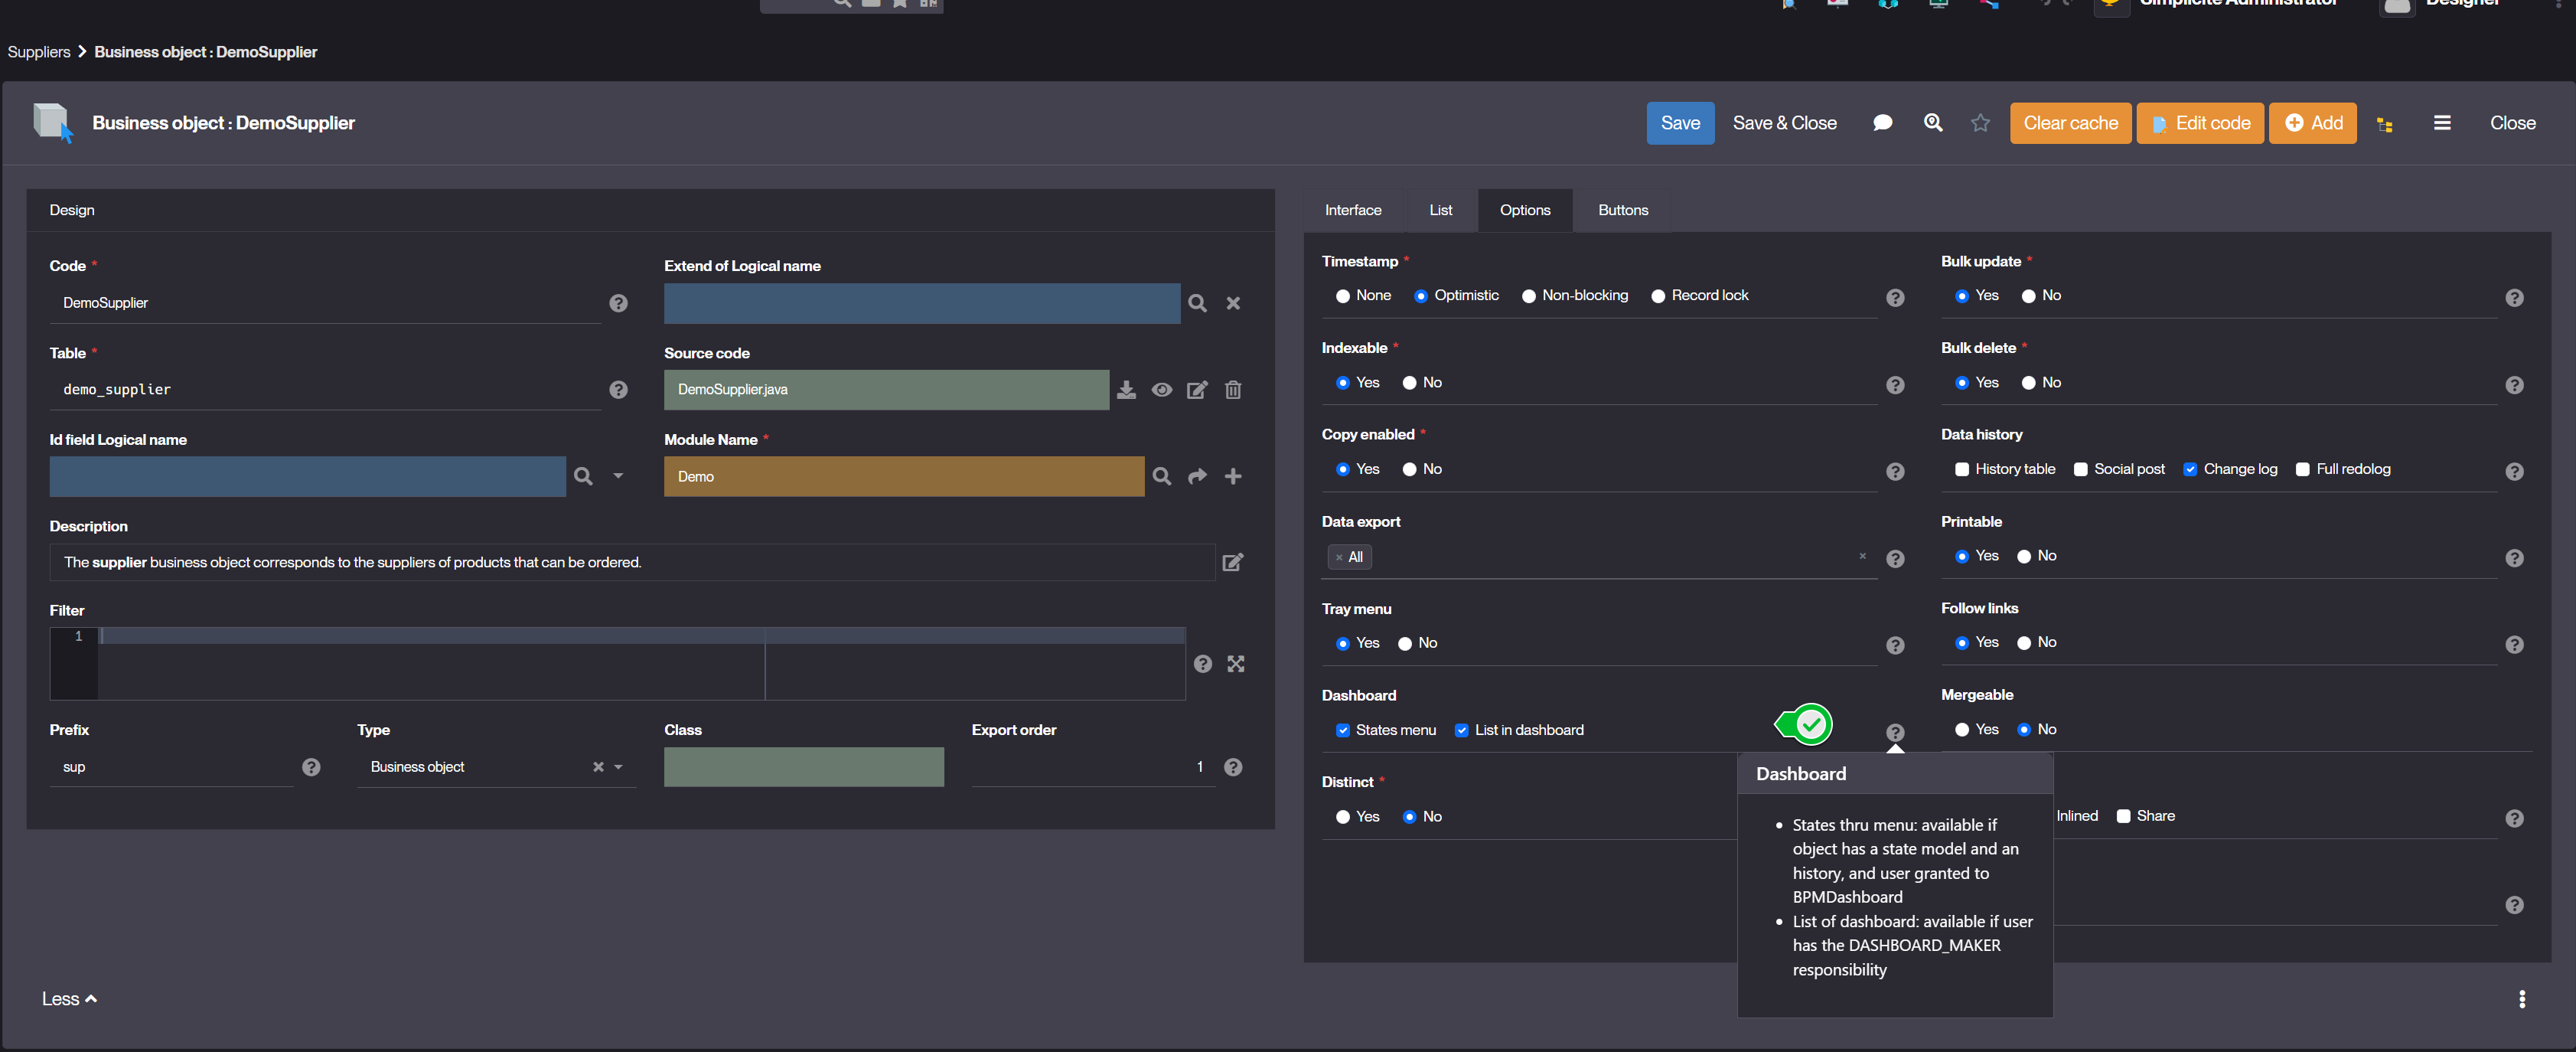 Simplicite Administrator
Designer
Suppliers > Business object : DemoSupplier
Business object : DemoSupplier
Save
Save & Close
Clear cache
Edit code
Add
Close
Design
Code *
DemoSupplier
Extend of Logical name
Table *
demo_supplier
Source code
DemoSupplier.java
Id field Logical name
Module Name *
Demo
Description
The supplier business object corresponds to the suppliers of products that can be ordered.
Filter
1
Prefix
sup
Type
Business object
Class
Export order
1
Less
Interface
List
Options
Buttons
Timestamp *
None Optimistic Non-blocking Record lock
Bulk update *
Yes No
Indexable *
Yes No
Bulk delete *
Yes No
Copy enabled *
Yes No
Data history
History table Social post Change log Full redolog
Data export
× All
Printable
Yes No
Tray menu
Yes No
Follow links
Yes No
Dashboard
States menu List in dashboard
Mergeable
Yes No
Distinct *
Yes No
Inlined Share
Dashboard
• States thru menu: available if
object has a state model and an
history, and user granted to
BPMDashboard
• List of dashboard: available if user
has the DASHBOARD_MAKER
responsibility